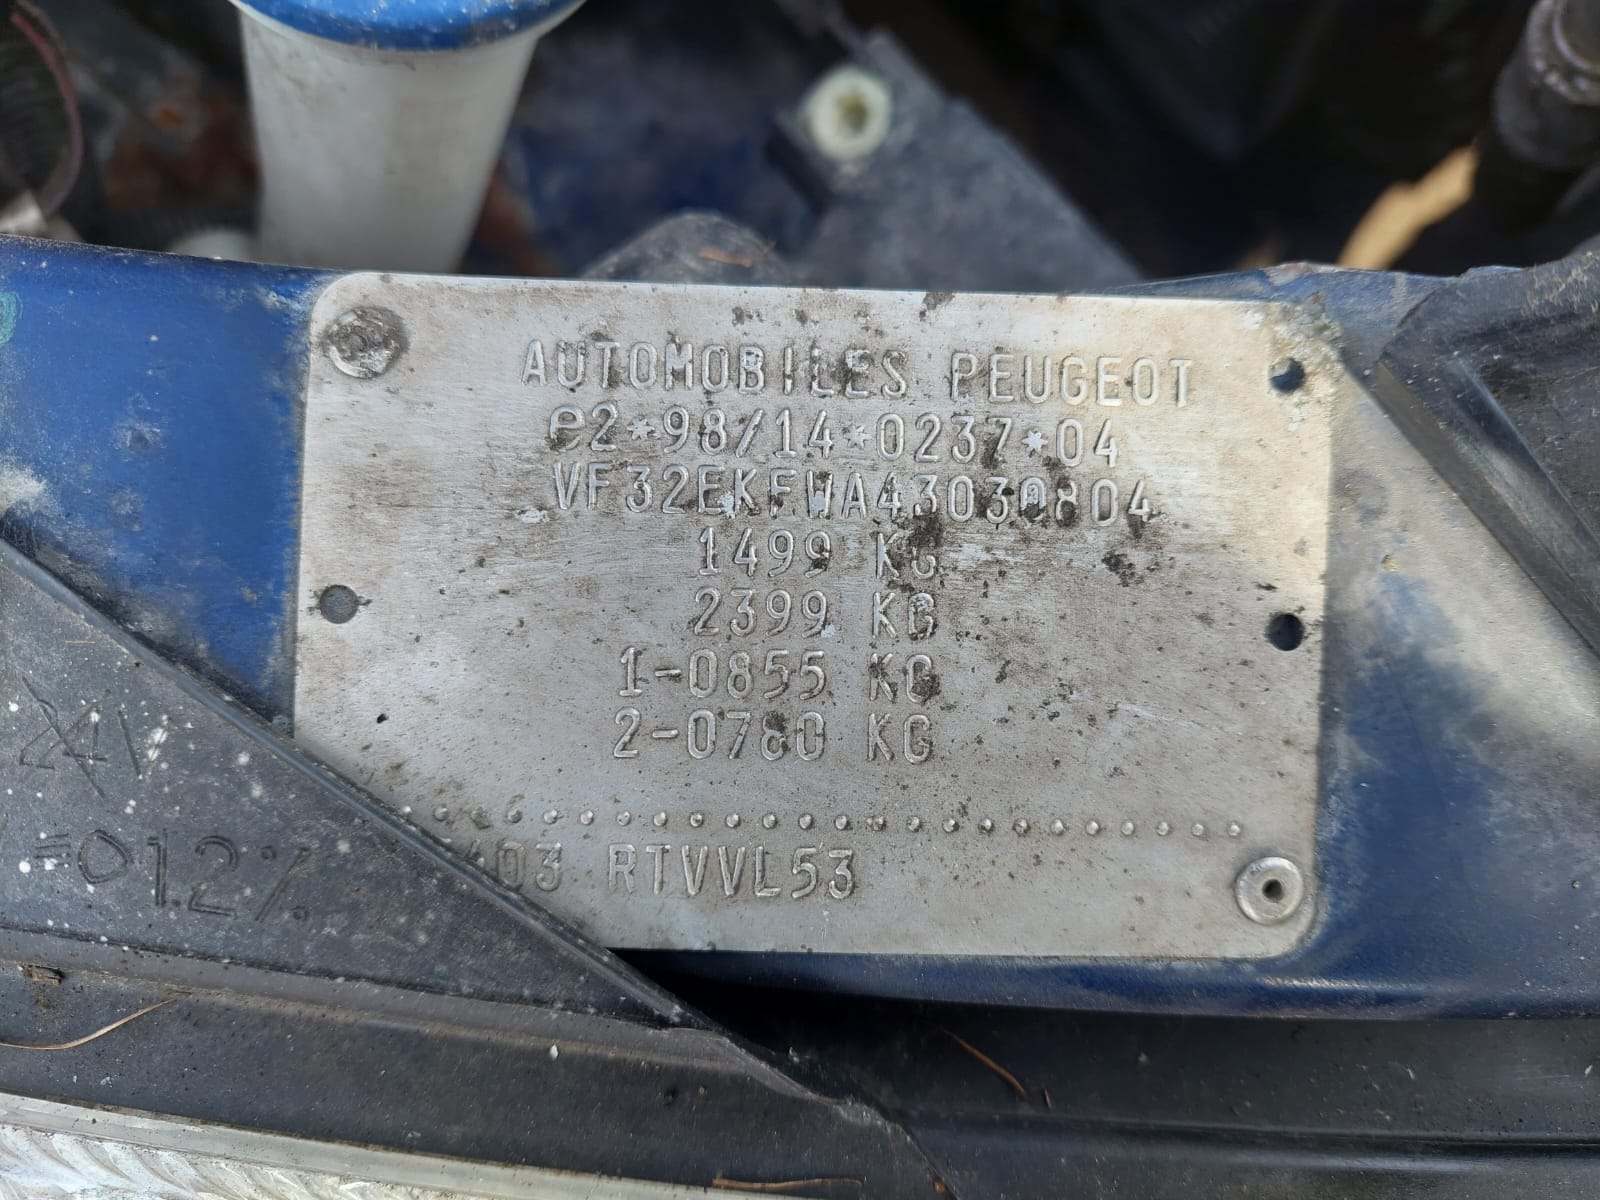 AUTOMOBILES PEUGEOT
e2*98/14*0237*04
VF32EKFWA43030804
1499 KG
2399 KG
1-0855 KG
2-0780 KG
RTVVL53
=012%